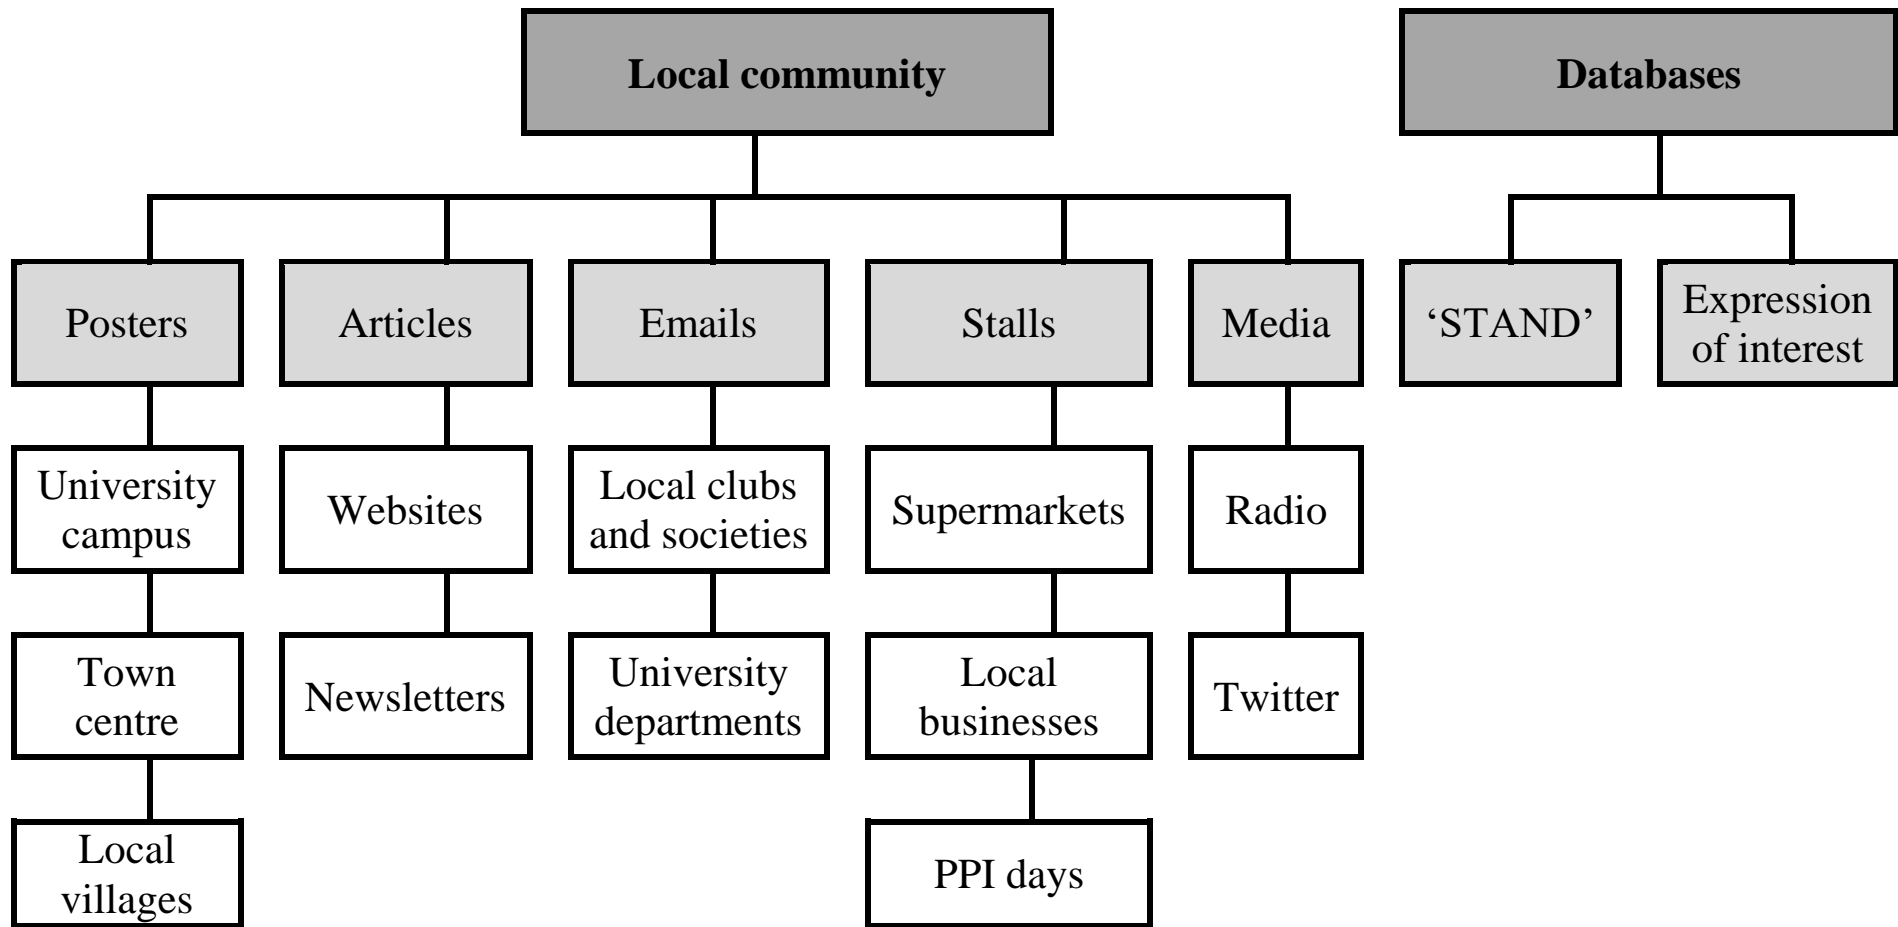 Local community
Databases
Posters
Articles
Emails
Stalls
Media
‘STAND’
Expression
of interest
University
campus
Websites
Local clubs
and societies
Supermarkets
Radio
Town
centre
Newsletters
University
departments
Local
businesses
Twitter
Local
villages
PPI days